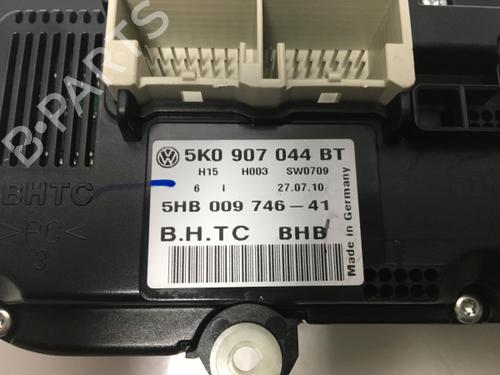 B-PARTS
5K0 907 044 BT
H15 H003 SW0709
6 I 27.07.10
5HB 009 746-41
B.H.TC BHB
Made in Germany
BHTC
>PC<
3